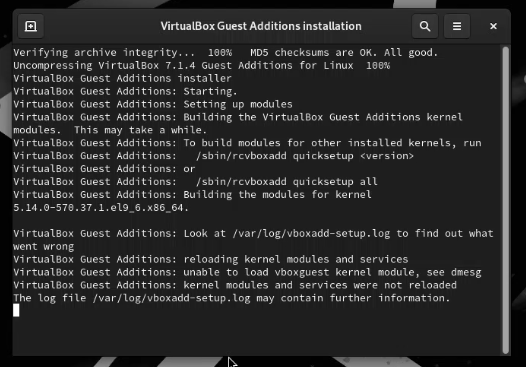 VirtualBox Guest Additions installation
Verifying archive integrity...  100%   MD5 checksums are OK. All good.
Uncompressing VirtualBox 7.1.4 Guest Additions for Linux  100%
VirtualBox Guest Additions installer
VirtualBox Guest Additions: Starting.
VirtualBox Guest Additions: Setting up modules
VirtualBox Guest Additions: Building the VirtualBox Guest Additions kernel
modules.  This may take a while.
VirtualBox Guest Additions: To build modules for other installed kernels, run
VirtualBox Guest Additions:   /sbin/rcvboxadd quicksetup <version>
VirtualBox Guest Additions: or
VirtualBox Guest Additions:   /sbin/rcvboxadd quicksetup all
VirtualBox Guest Additions: Building the modules for kernel
5.14.0-570.37.1.el9_6.x86_64.
VirtualBox Guest Additions: Look at /var/log/vboxadd-setup.log to find out what
went wrong
VirtualBox Guest Additions: reloading kernel modules and services
VirtualBox Guest Additions: unable to load vboxguest kernel module, see dmesg
VirtualBox Guest Additions: kernel modules and services were not reloaded
The log file /var/log/vboxadd-setup.log may contain further information.